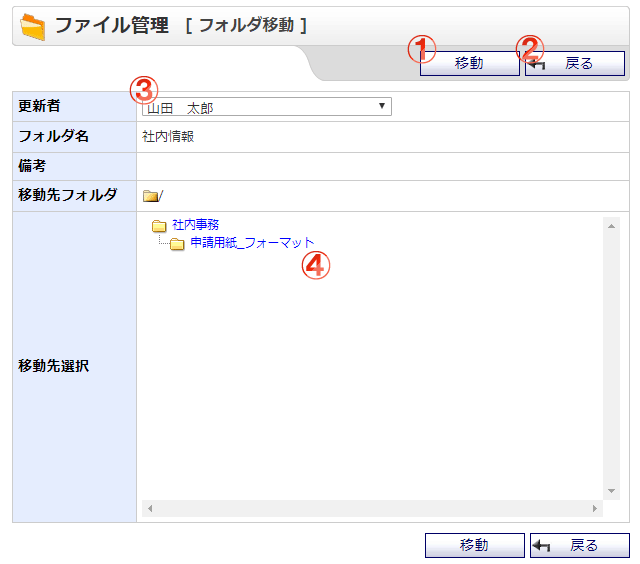 ファイル管理 [ フォルダ移動 ]
① 移動 ② 戻る
③
更新者 山田　太郎
フォルダ名 社内情報
備考
移動先フォルダ /
社内事務
申請用紙_フォーマット
④
移動先選択
移動 戻る